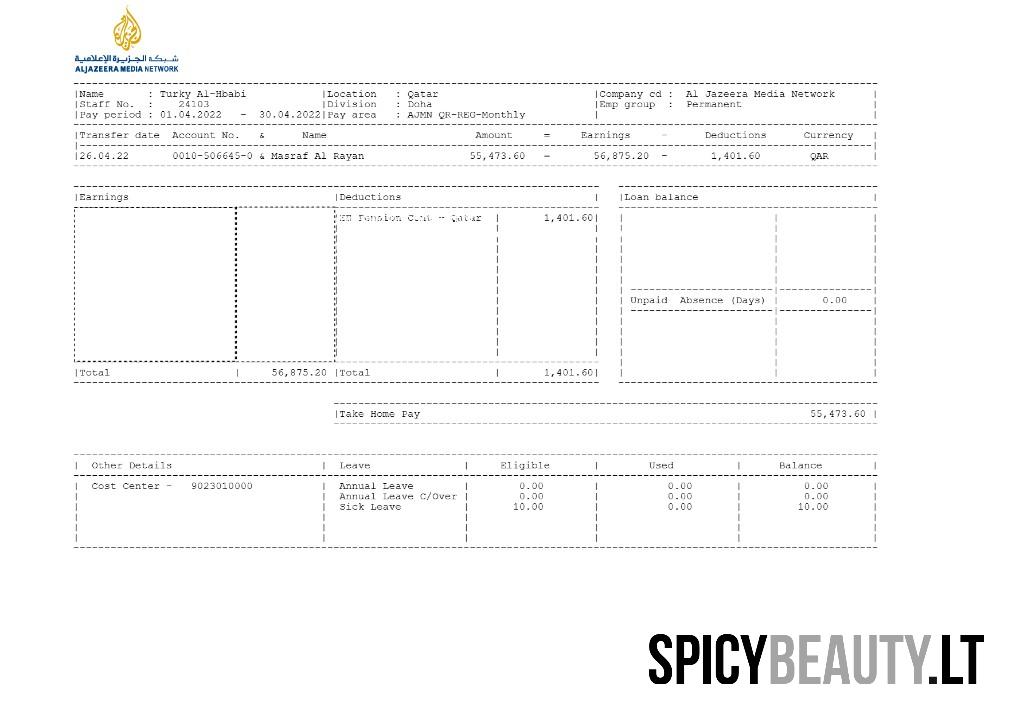 شبكة الجزيرة الإعلامية
ALJAZEERA MEDIA NETWORK
Name : Turky Al-Hbabi Location : Qatar Company cd : Al Jazeera Media Network
Staff No. : 24103 Division : Doha Emp group : Permanent
Pay period : 01.04.2022 - 30.04.2022 Pay area : AJMN QR-REG-Monthly
Transfer date Account No. & Name Amount = Earnings - Deductions Currency
26.04.22 0010-506645-0 & Masraf Al Rayan 55,473.60 = 56,875.20 - 1,401.60 QAR
Earnings Deductions Loan balance
Pension - Qatar 1,401.60
Unpaid Absence (Days) 0.00
Total 56,875.20 Total 1,401.60
Take Home Pay 55,473.60
Other Details Leave Eligible Used Balance
Cost Center - 9023010000 Annual Leave 0.00 0.00 0.00
Annual Leave C/Over 0.00 0.00 0.00
Sick Leave 10.00 0.00 10.00
SPICYBEAUTY.LT